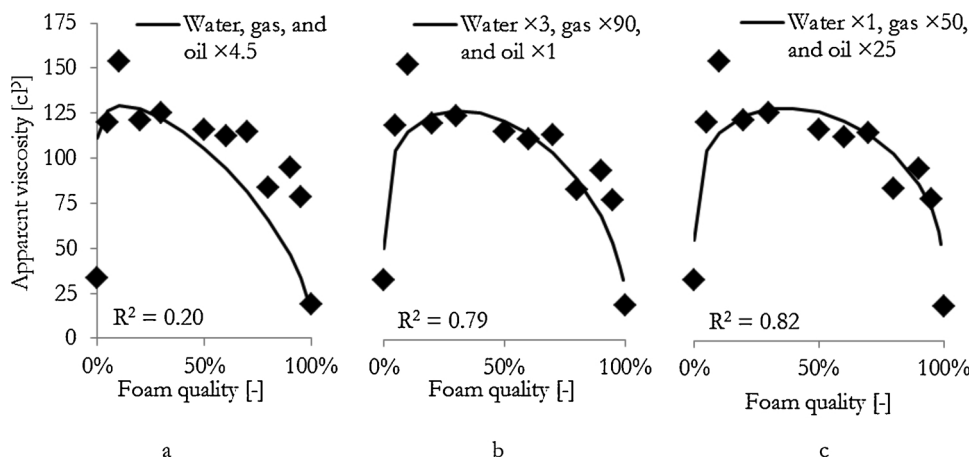 175
150
125
100
75
50
25
0
Apparent viscosity [cP]
Water, gas, and
oil ×4.5
R² = 0.20
0%
50%
100%
Foam quality [-]
a
Water ×3, gas ×90,
and oil ×1
R² = 0.79
0%
50%
100%
Foam quality [-]
b
Water ×1, gas ×50,
and oil ×25
R² = 0.82
0%
50%
100%
Foam quality [-]
c